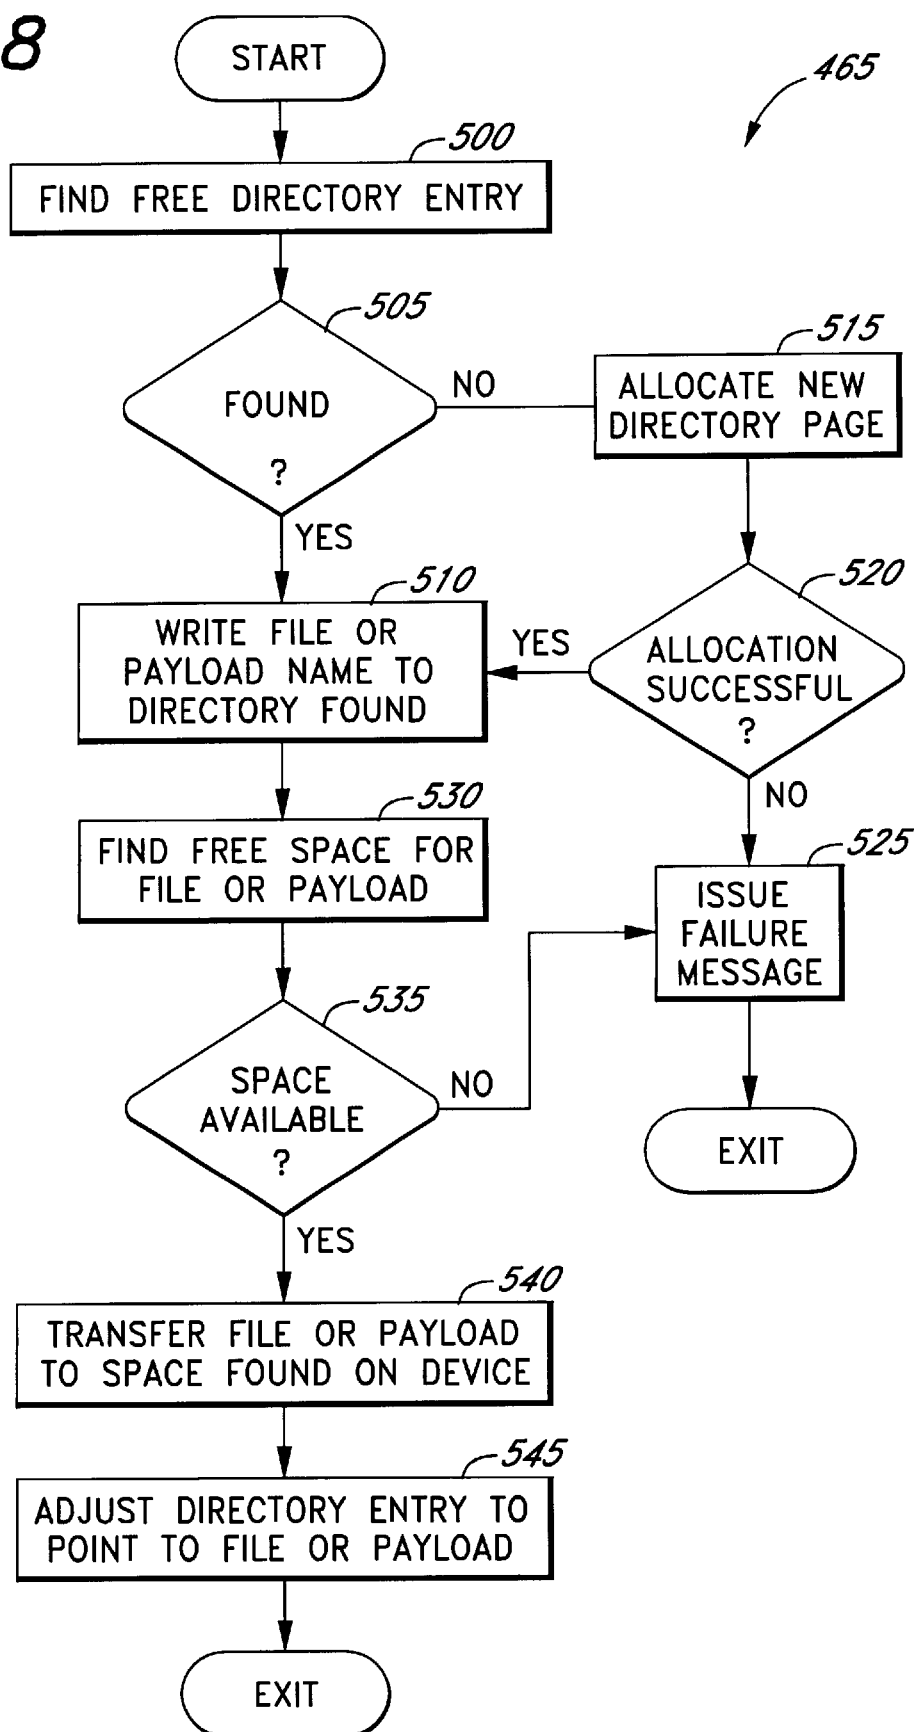 8
START
465
500
FIND FREE DIRECTORY ENTRY
505
FOUND
?
NO
515
ALLOCATE NEW
DIRECTORY PAGE
YES
510
WRITE FILE OR
PAYLOAD NAME TO
DIRECTORY FOUND
YES
520
ALLOCATION
SUCCESSFUL
?
NO
530
FIND FREE SPACE FOR
FILE OR PAYLOAD
525
ISSUE
FAILURE
MESSAGE
535
SPACE
AVAILABLE
?
NO
EXIT
YES
540
TRANSFER FILE OR PAYLOAD
TO SPACE FOUND ON DEVICE
545
ADJUST DIRECTORY ENTRY TO
POINT TO FILE OR PAYLOAD
EXIT